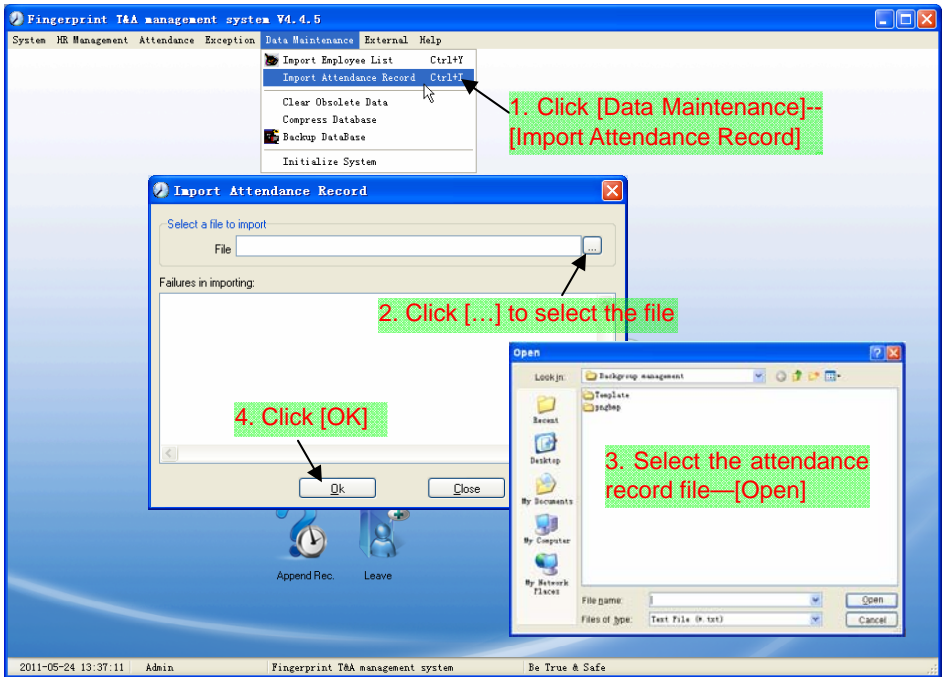 Fingerprint T&A management system V4.4.5
System HR Management Attendance Exception Data Maintenance External Help
Import Employee List Ctrl+Y
Import Attendance Record Ctrl+T
Clear Obsolete Data
Compress Database
Backup DataBase
Initialize System
1. Click [Data Maintenance]--
[Import Attendance Record]
Import Attendance Record
Select a file to import
File
...
Failures in importing:
2. Click […] to select the file
4. Click [OK]
Ok
Close
Open
Look in:
Backgroup management
Template
pngbmp
Recent
Desktop
My Documents
My Computer
My Network
Places
3. Select the attendance
record file—[Open]
File name:
Open
Files of type:
Text File (*.txt)
Cancel
Append Rec.
Leave
2011-05-24 13:37:11 Admin Fingerprint T&A management system Be True & Safe